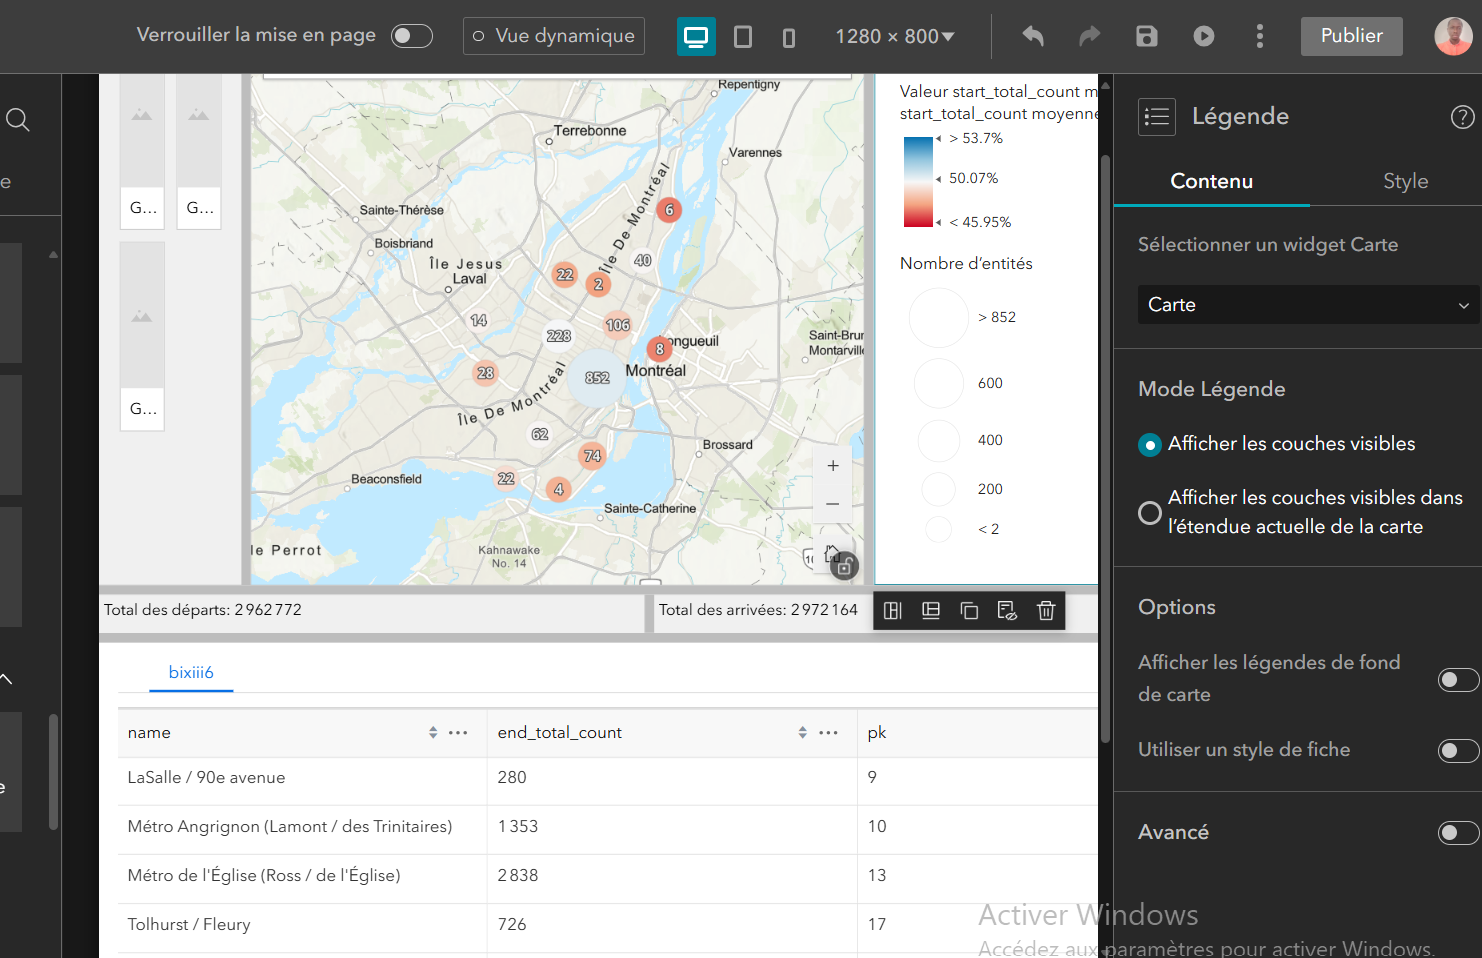 Verrouiller la mise en page
Vue dynamique
1280 × 800
Publier
e
G...
G...
G...
e
Repentigny
Terrebonne
Varennes
Sainte-Thérèse
Boisbriand
Île Jesus
Laval
Île De Montréal
6
40
22
2
14
228
106
8
ongueuil
Saint-Brun
Montarville
Montréal
28
852
Île De Montréal
62
74
Brossard
Beaconsfield
22
4
Sainte-Catherine
le Perrot
Kahnawake
No. 14
+
−
Valeur start_total_count m
start_total_count moyenne
> 53.7%
50.07%
< 45.95%
Nombre d'entités
> 852
600
400
200
< 2
Total des départs: 2 962 772
Total des arrivées: 2 972 164
bixiii6
name
end_total_count
pk
LaSalle / 90e avenue
280
9
Métro Angrignon (Lamont / des Trinitaires)
1 353
10
Métro de l'Église (Ross / de l'Église)
2 838
13
Tolhurst / Fleury
726
17
Légende
?
Contenu
Style
Sélectionner un widget Carte
Carte
Mode Légende
Afficher les couches visibles
Afficher les couches visibles dans
l'étendue actuelle de la carte
Options
Afficher les légendes de fond
de carte
Utiliser un style de fiche
Avancé
Activer Windows
Accédez aux paramètres pour activer Windows.